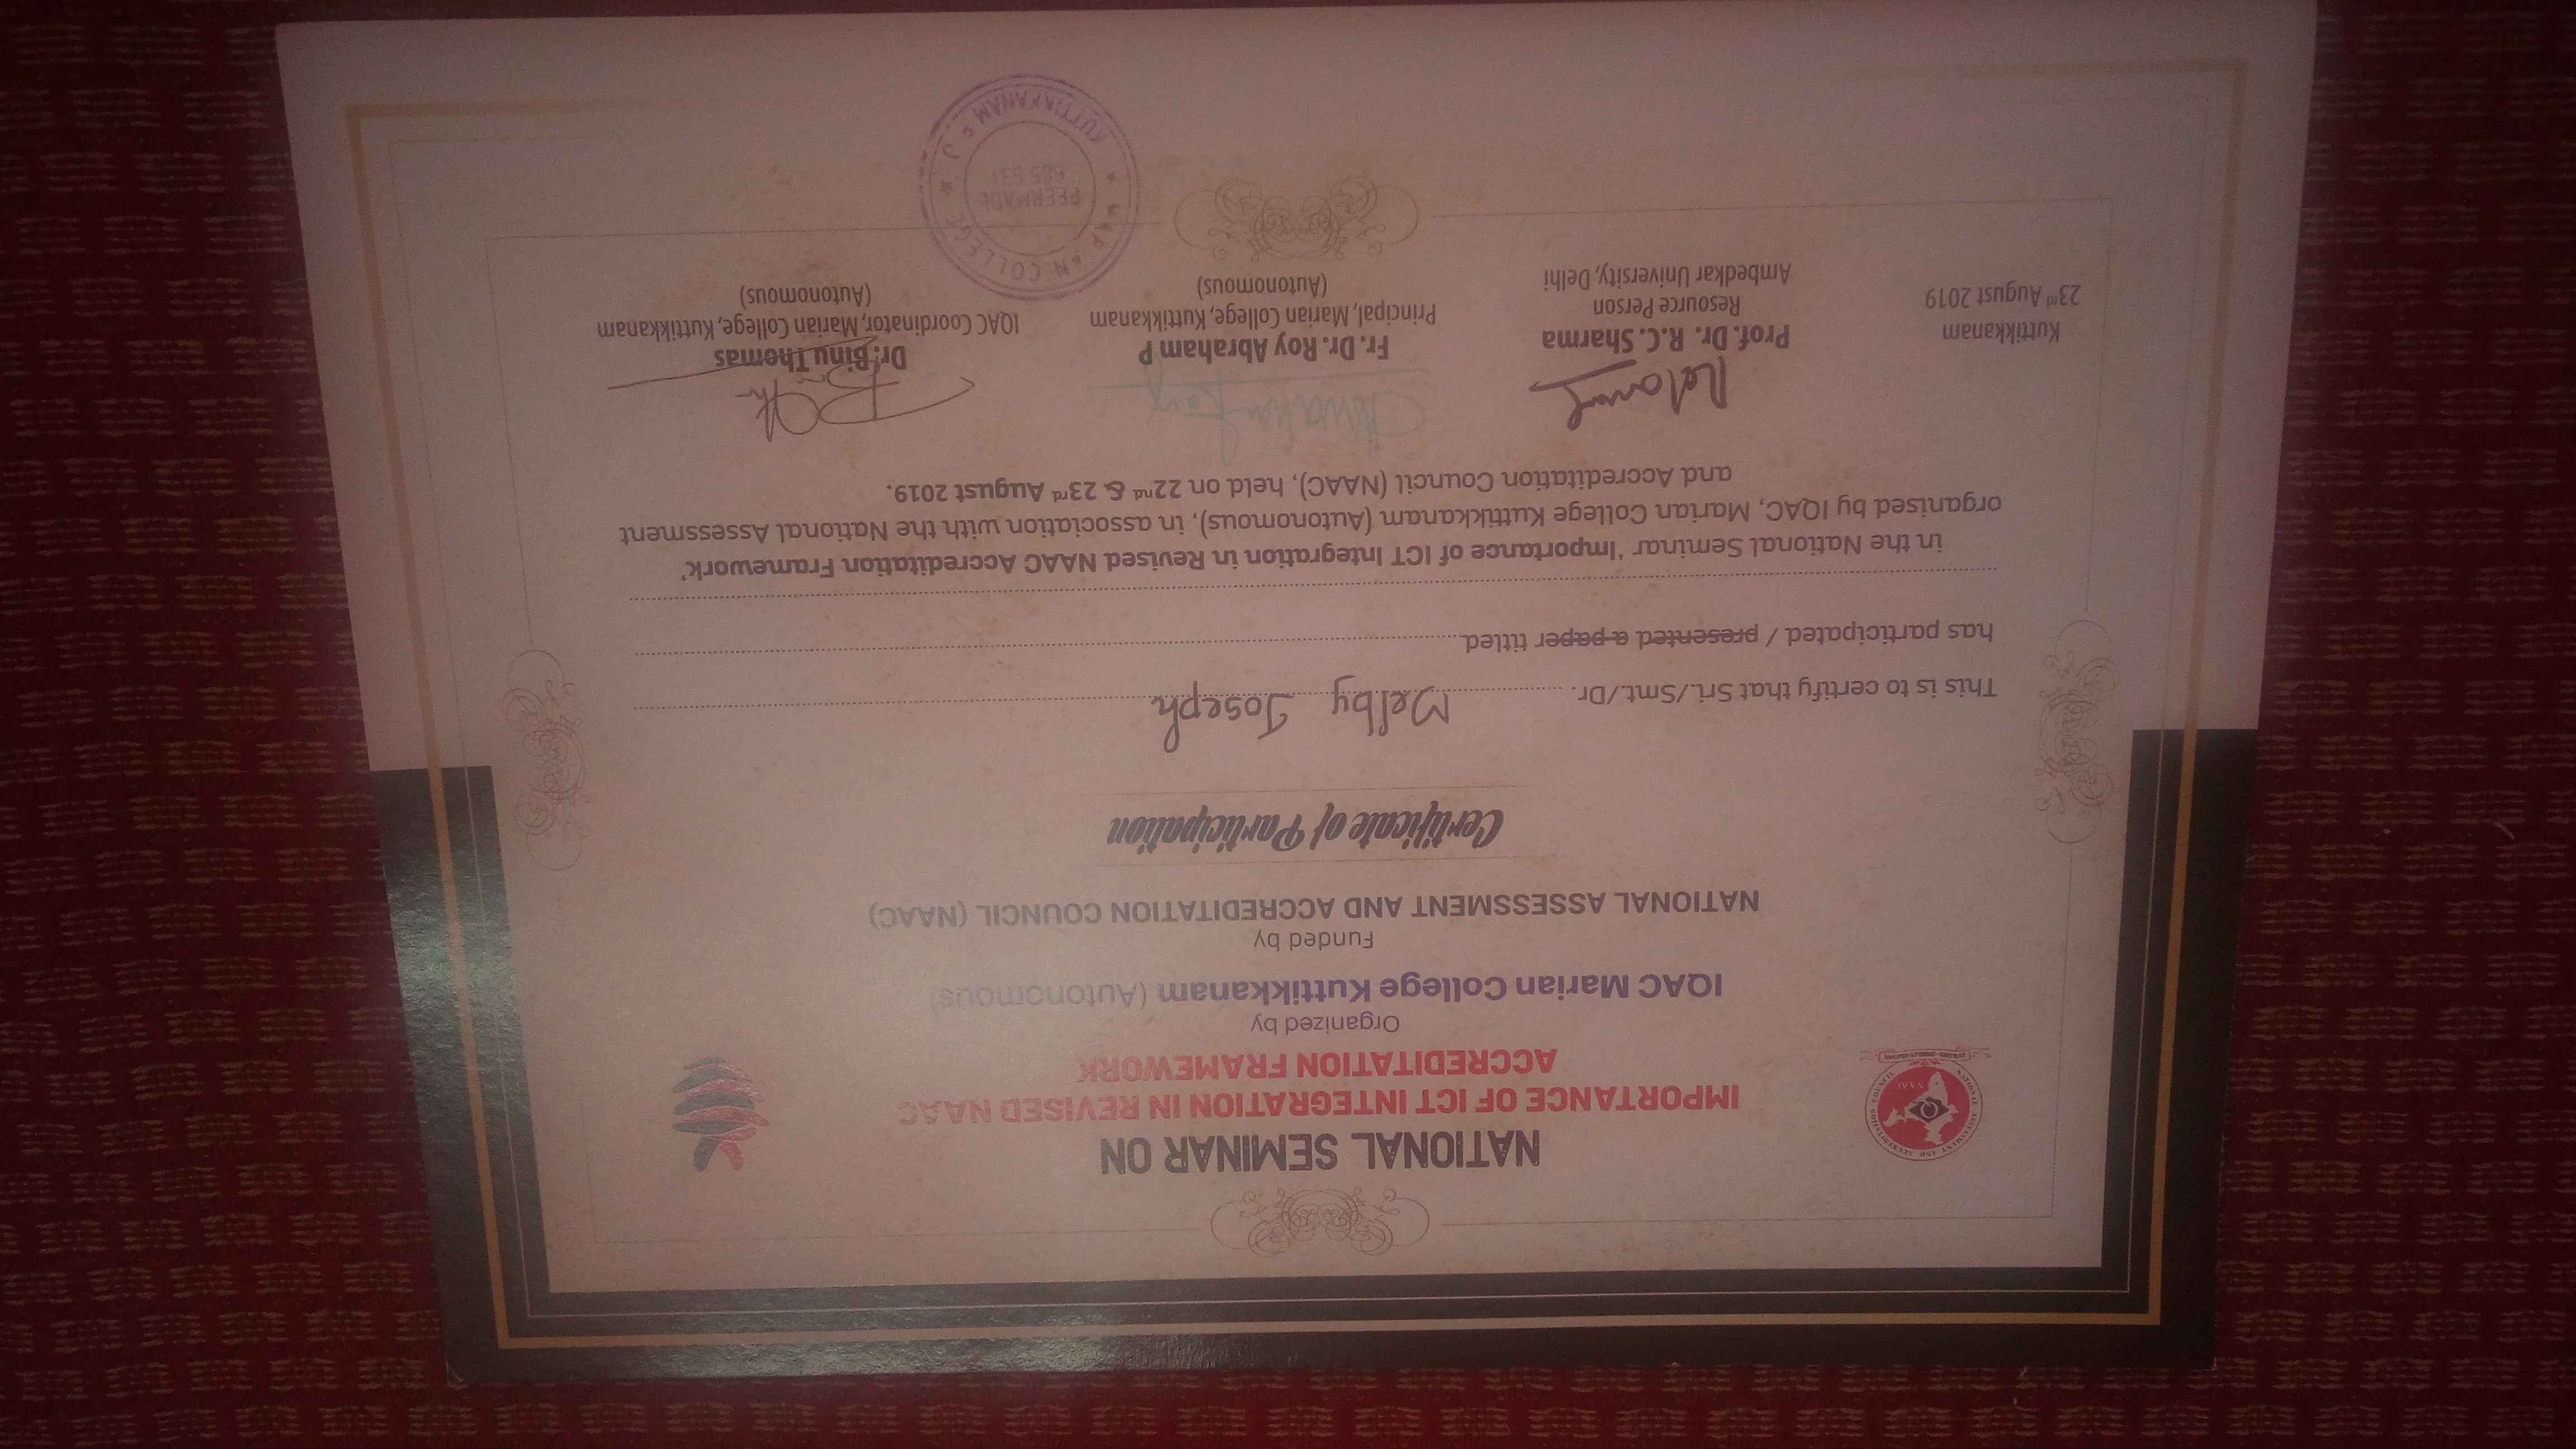 NATIONAL SEMINAR ON
IMPORTANCE OF ICT INTEGRATION IN REVISED NAAC
ACCREDITATION FRAMEWORK
Organized by
IQAC Marian College Kuttikkanam (Autonomous)
Funded by
NATIONAL ASSESSMENT AND ACCREDITATION COUNCIL (NAAC)
Certificate of Participation
This is to certify that Sri./Smt./Dr. Melby Joseph
has participated / presented a paper titled
in the National Seminar 'Importance of ICT Integration in Revised NAAC Accreditation Framework'
organised by IQAC, Marian College Kuttikkanam (Autonomous), in association with the National Assessment
and Accreditation Council (NAAC), held on 22nd & 23rd August 2019.
Kuttikkanam
23rd August 2019
Prof. Dr. R.C. Sharma
Resource Person
Ambedkar University, Delhi
Fr. Dr. Roy Abraham P
Principal, Marian College, Kuttikkanam
(Autonomous)
Dr. Binu Thomas
IQAC Coordinator, Marian College, Kuttikkanam
(Autonomous)
MARIAN COLLEGE
PEERMADE
685 531